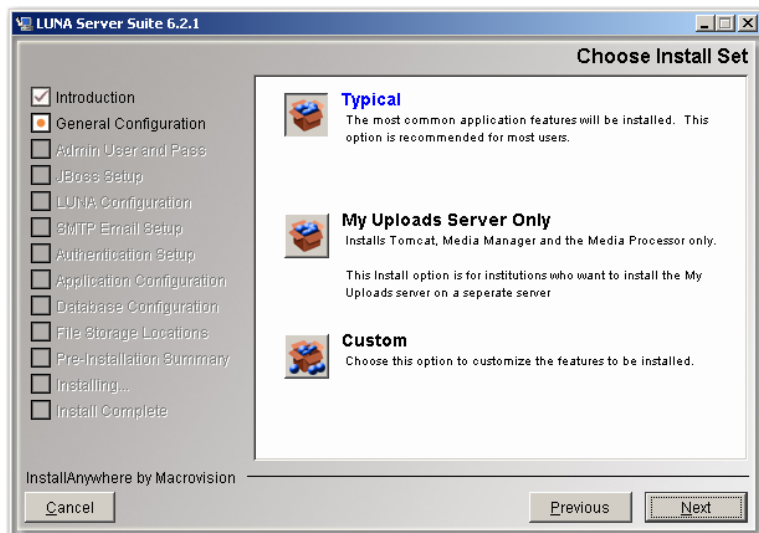 LUNA Server Suite 6.2.1
Choose Install Set
Introduction
General Configuration
Admin User and Pass
JBoss Setup
LUNA Configuration
SMTP Email Setup
Authentication Setup
Application Configuration
Database Configuration
File Storage Locations
Pre-Installation Summary
Installing...
Install Complete
Typical
The most common application features will be installed. This
option is recommended for most users.
My Uploads Server Only
Installs Tomcat, Media Manager and the Media Processor only.
This Install option is for institutions who want to install the My
Uploads server on a seperate server
Custom
Choose this option to customize the features to be installed.
InstallAnywhere by Macrovision
Cancel
Previous
Next